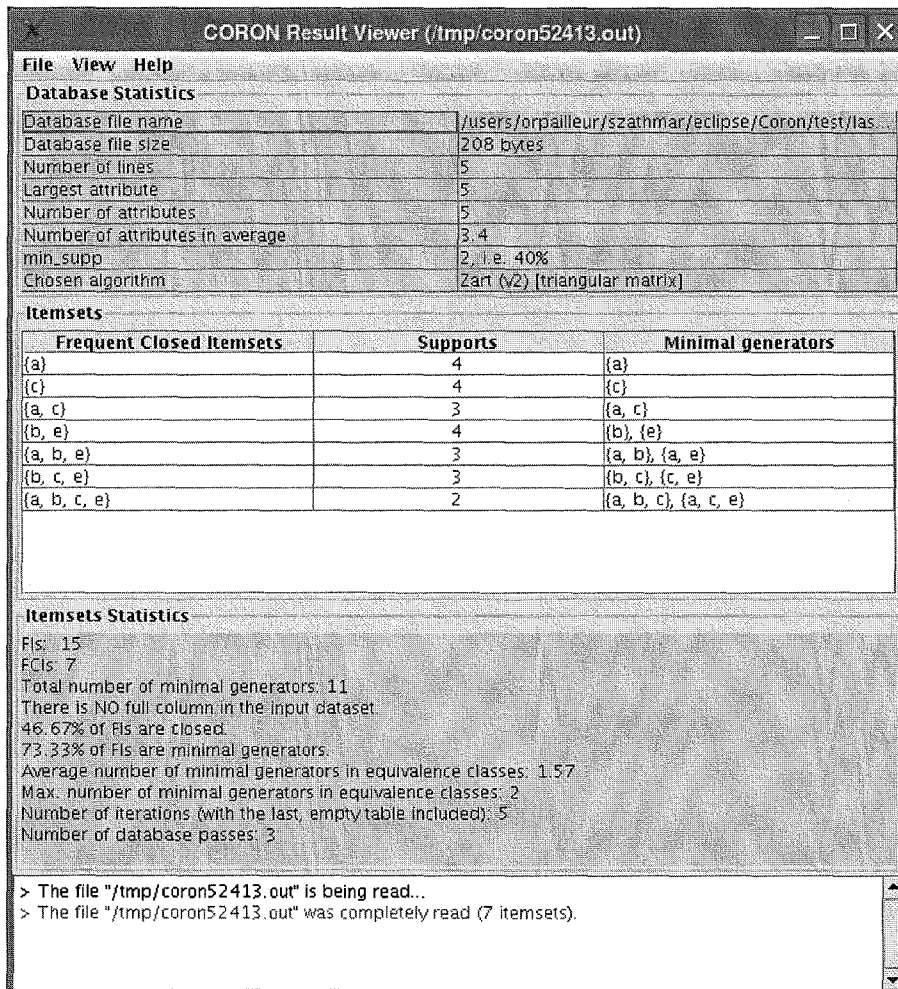 CORON Result Viewer (/tmp/coron52413.out)
File View Help
Database Statistics
Database file name /users/orpailleur/szathmar/eclipse/Coron/test/las...
Database file size 208 bytes
Number of lines 5
Largest attribute 5
Number of attributes 5
Number of attributes in average 3.4
min_supp 2, i.e. 40%
Chosen algorithm Zart (v2) [triangular matrix]
Itemsets
Frequent Closed Itemsets Supports Minimal generators
{a} 4 {a}
{c} 4 {c}
{a, c} 3 {a, c}
{b, e} 4 {b}, {e}
{a, b, e} 3 {a, b}, {a, e}
{b, c, e} 3 {b, c}, {c, e}
{a, b, c, e} 2 {a, b, c}, {a, c, e}
Itemsets Statistics
FIs: 15
FCIs: 7
Total number of minimal generators: 11
There is NO full column in the input dataset.
46.67% of FIs are closed.
73.33% of FIs are minimal generators.
Average number of minimal generators in equivalence classes: 1.57
Max. number of minimal generators in equivalence classes: 2
Number of iterations (with the last, empty table included): 5
Number of database passes: 3
> The file "/tmp/coron52413.out" is being read...
> The file "/tmp/coron52413.out" was completely read (7 itemsets).